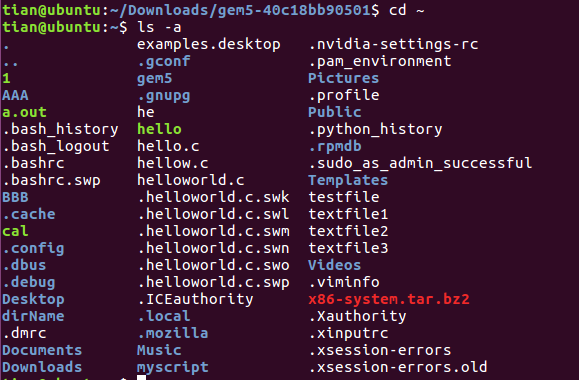 tian@ubuntu:~/Downloads/gem5-40c18bb90501$ cd ~
tian@ubuntu:~$ ls -a
. examples.desktop .nvidia-settings-rc
.. .gconf .pam_environment
1 gem5 Pictures
AAA .gnupg .profile
a.out he Public
.bash_history hello .python_history
.bash_logout hello.c .rpmdb
.bashrc hellow.c .sudo_as_admin_successful
.bashrc.swp helloworld.c Templates
BBB .helloworld.c.swk testfile
.cache .helloworld.c.swl textfile1
cal .helloworld.c.swm textfile2
.config .helloworld.c.swn textfile3
.dbus .helloworld.c.swo Videos
.debug .helloworld.c.swp .viminfo
Desktop .ICEauthority x86-system.tar.bz2
dirName .local .Xauthority
.dmrc .mozilla .xinputrc
Documents Music .xsession-errors
Downloads myscript .xsession-errors.old
tian@ubuntu:~$